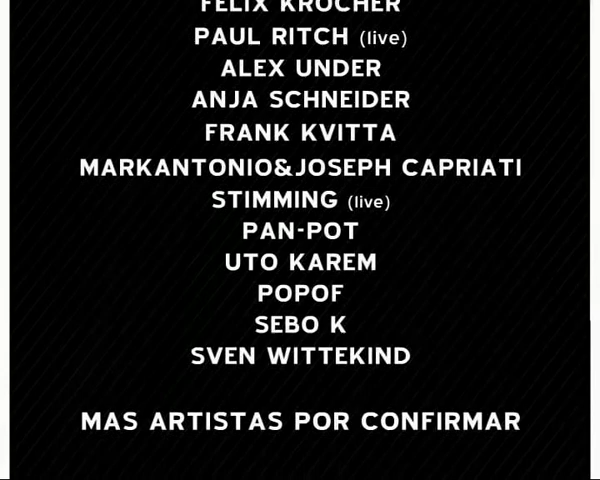 FELIX KROCHER
PAUL RITCH (live)
ALEX UNDER
ANJA SCHNEIDER
FRANK KVITTA
MARKANTONIO&JOSEPH CAPRIATI
STIMMING (live)
PAN-POT
UTO KAREM
POPOF
SEBO K
SVEN WITTEKIND
MAS ARTISTAS POR CONFIRMAR